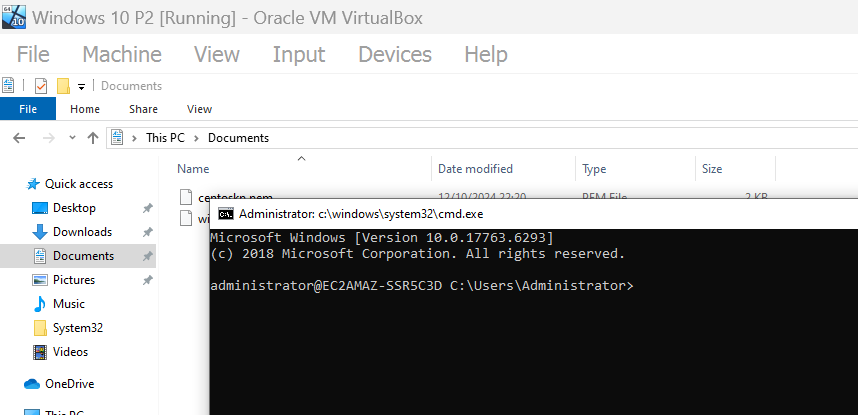 Windows 10 P2 [Running] - Oracle VM VirtualBox
File Machine View Input Devices Help
Documents
File Home Share View
This PC Documents
Name Date modified Type Size
Quick access
Desktop
Downloads
Documents
Pictures
Music
System32
Videos
OneDrive
This PC
centoskp.pem 12/10/2024 22:20 PEM File 2 KB
Administrator: c:\windows\system32\cmd.exe
Microsoft Windows [Version 10.0.17763.6293]
(c) 2018 Microsoft Corporation. All rights reserved.
administrator@EC2AMAZ-SSR5C3D C:\Users\Administrator>